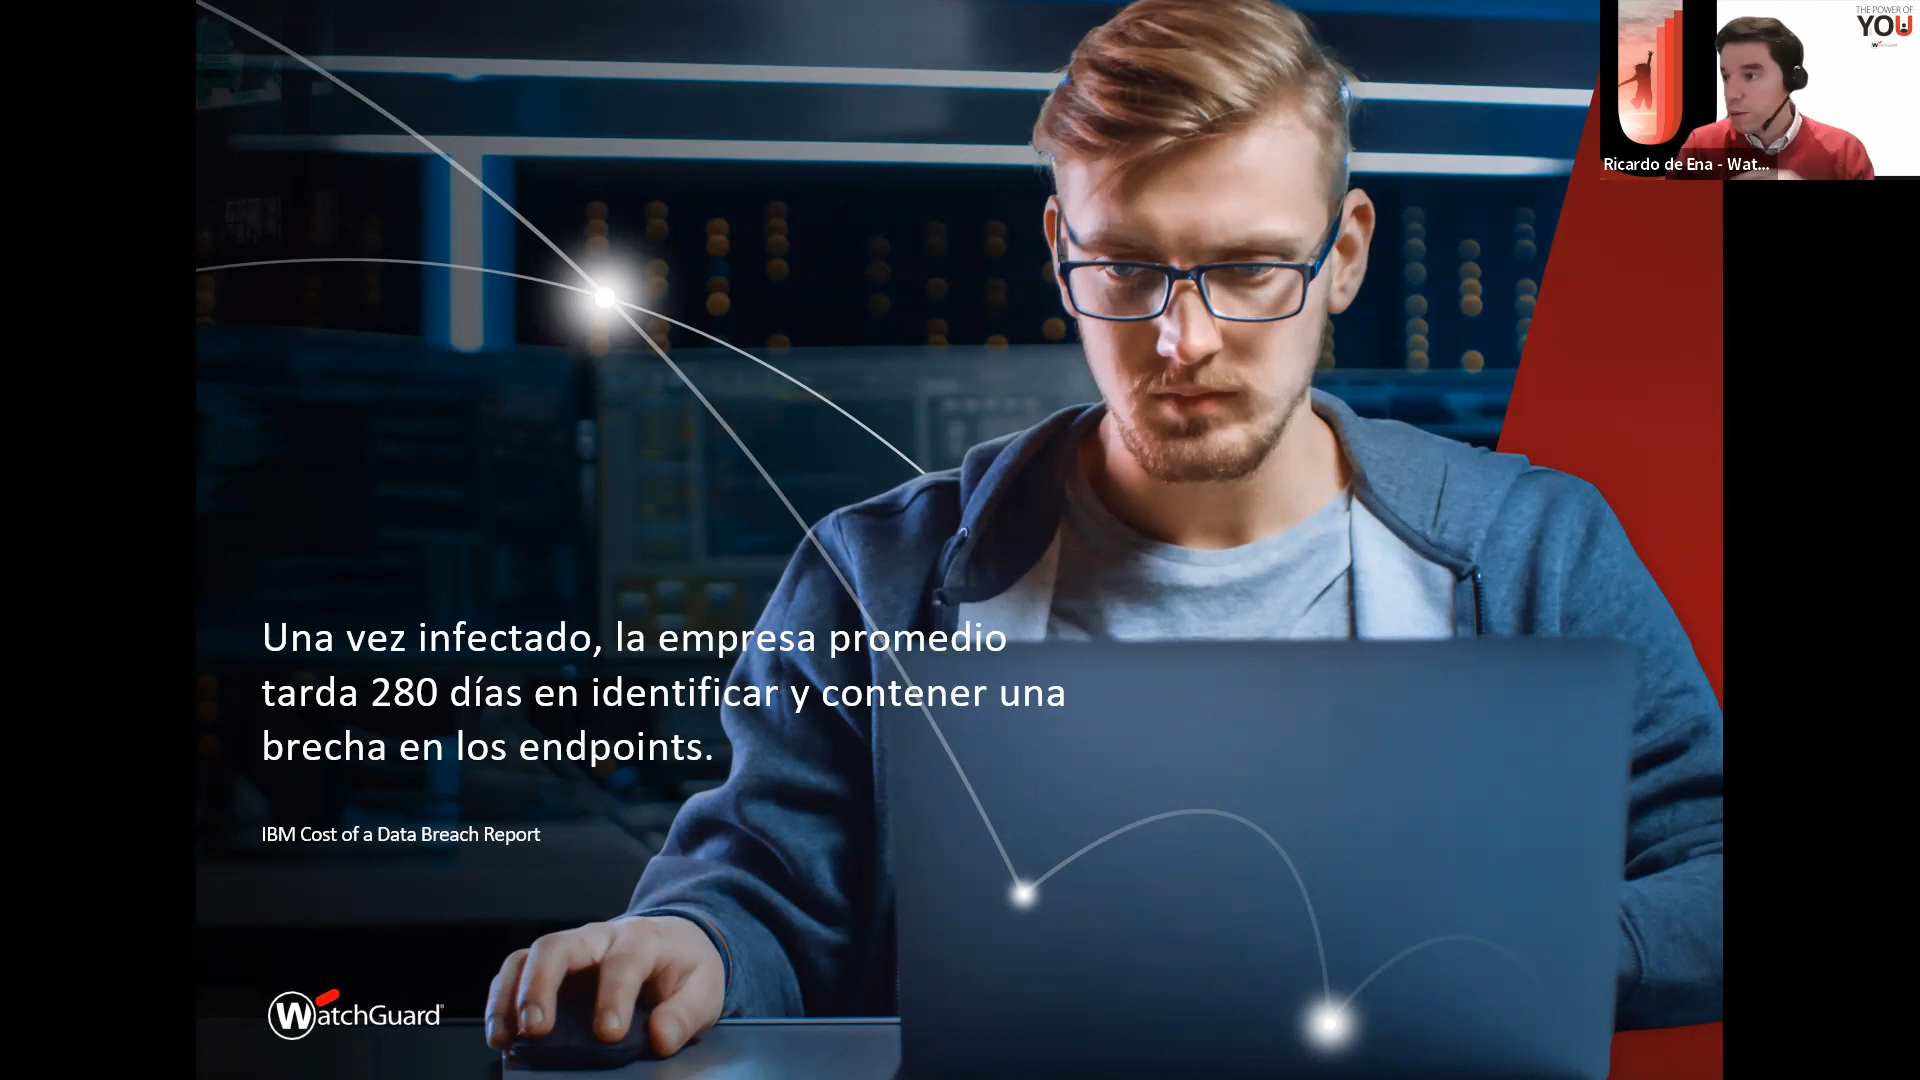 THE POWER OF
YOU
Ricardo de Ena - Wat...
Una vez infectado, la empresa promedio
tarda 280 días en identificar y contener una
brecha en los endpoints.
IBM Cost of a Data Breach Report
WatchGuard